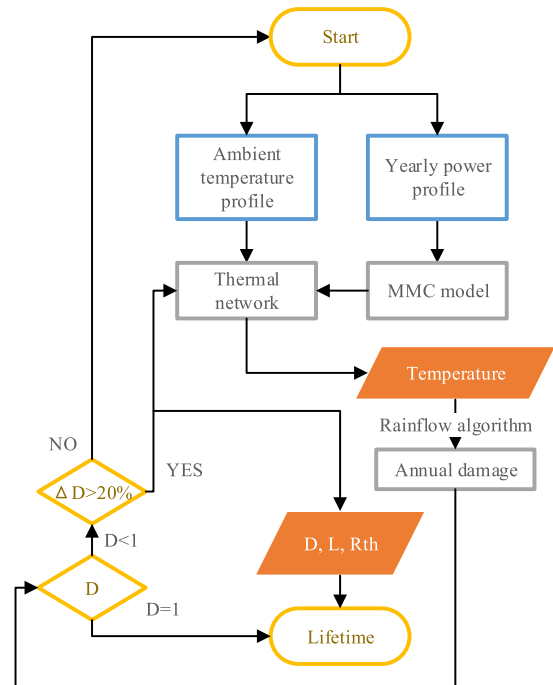 Start
Ambient
temperature
profile
Yearly power
profile
Thermal
network
MMC model
Temperature
Rainflow algorithm
Annual damage
NO
YES
Δ D>20%
D<1
D
D=1
D, L, Rth
Lifetime